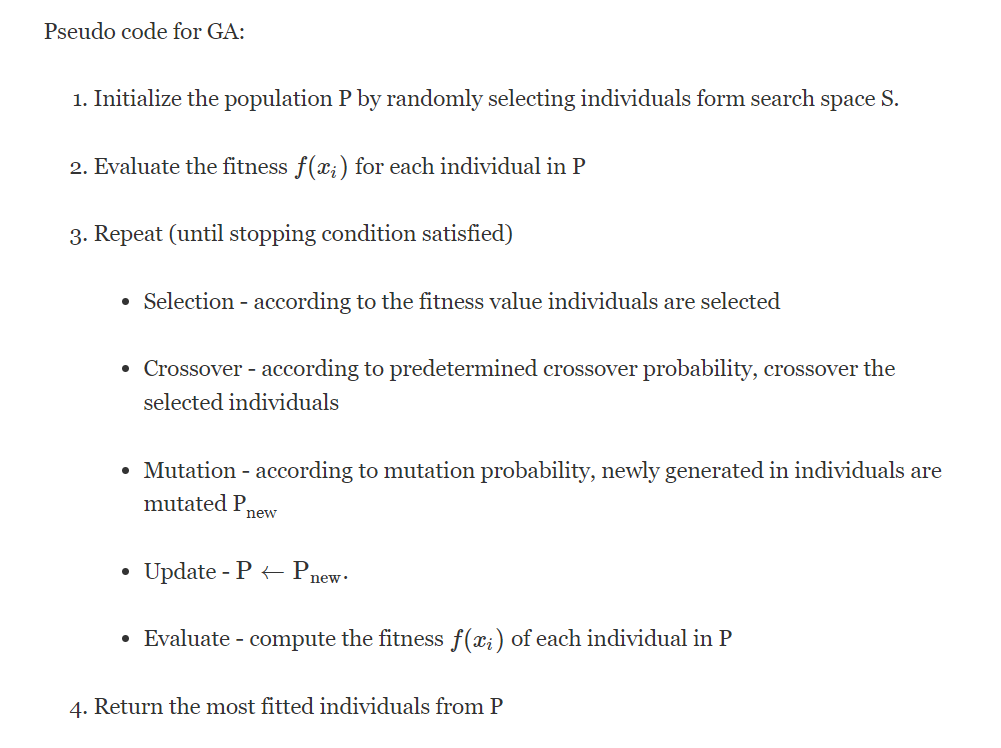 Pseudo code for GA:
1. Initialize the population P by randomly selecting individuals form search space S.
2. Evaluate the fitness f(xᵢ) for each individual in P
3. Repeat (until stopping condition satisfied)
• Selection - according to the fitness value individuals are selected
• Crossover - according to predetermined crossover probability, crossover the
selected individuals
• Mutation - according to mutation probability, newly generated in individuals are
mutated Pnew
• Update - P ← Pnew.
• Evaluate - compute the fitness f(xᵢ) of each individual in P
4. Return the most fitted individuals from P